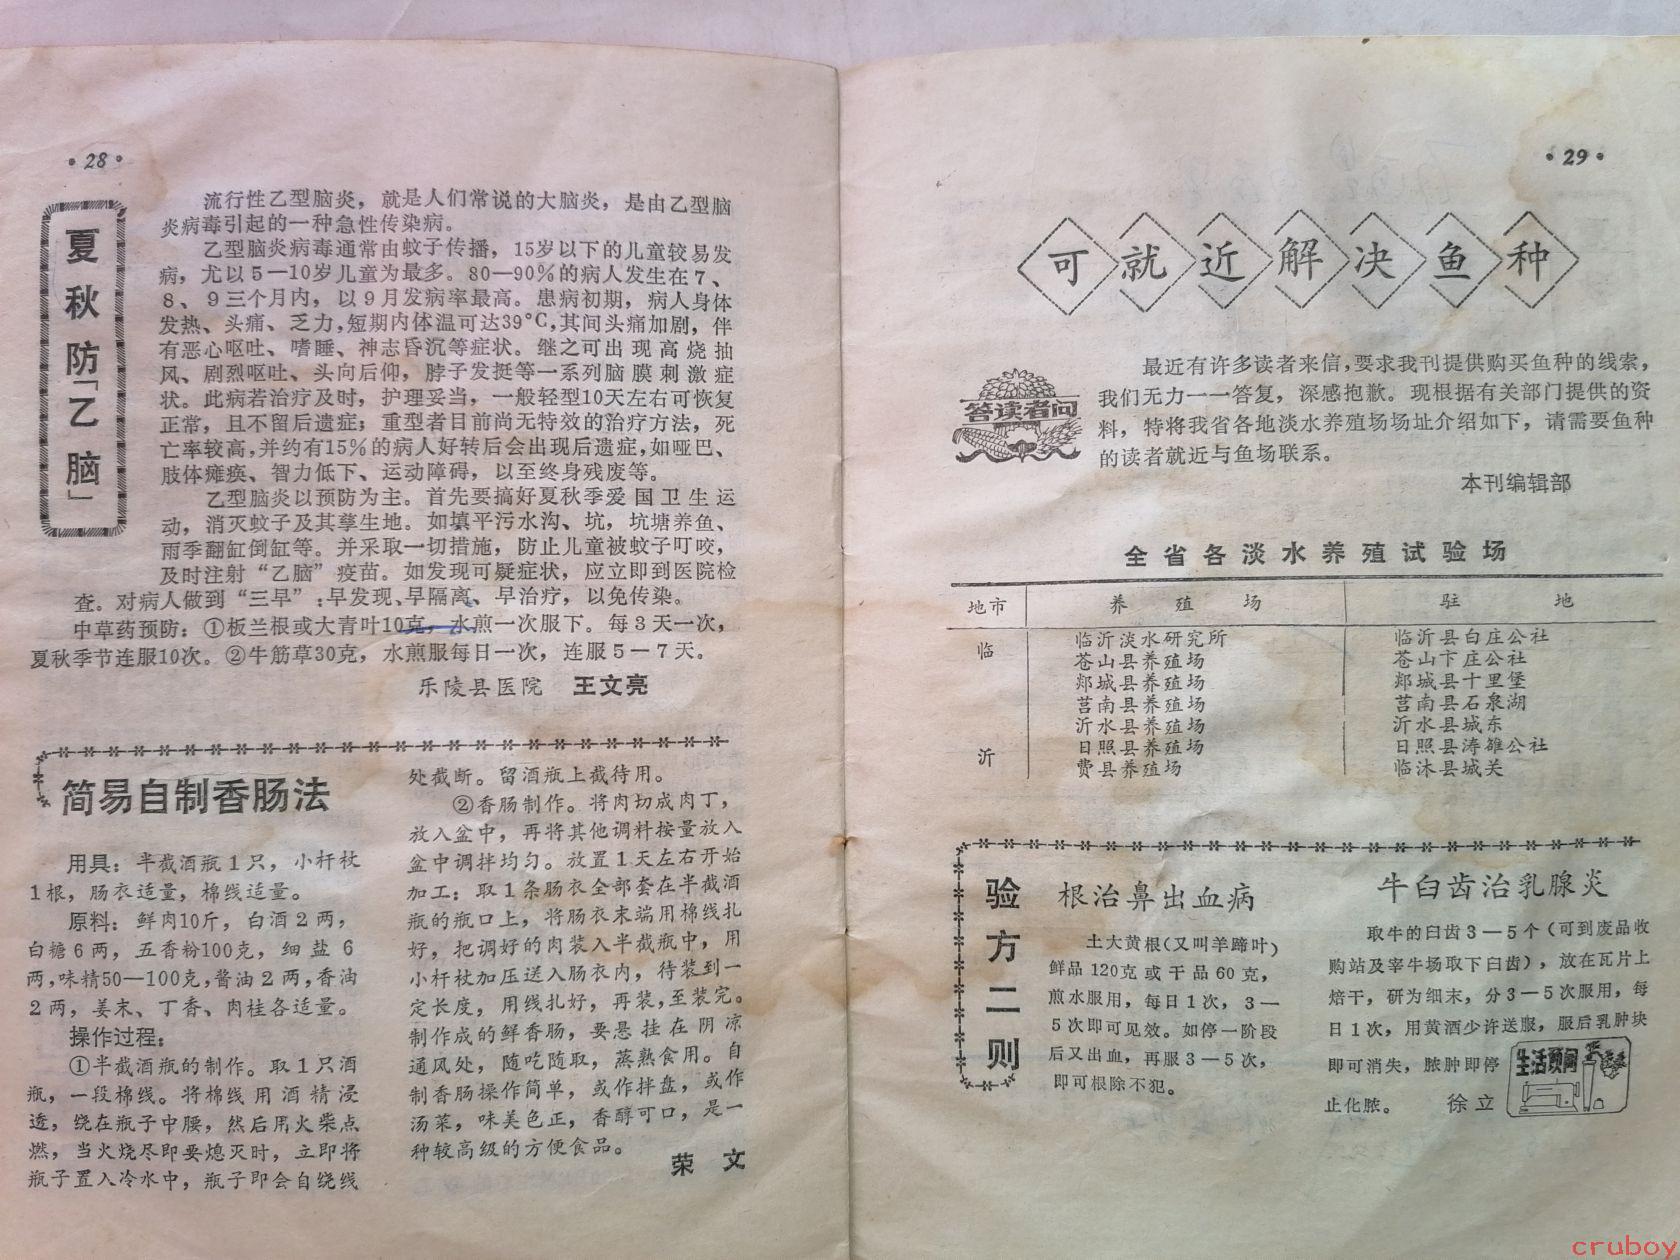 ·28·
夏秋防「乙脑」
流行性乙型脑炎，就是人们常说的大脑炎，是由乙型脑
炎病毒引起的一种急性传染病。
乙型脑炎病毒通常由蚊子传播，15岁以下的儿童较易发
病，尤以5—10岁儿童为最多。80—90%的病人发生在7、
8、9三个月内，以9月发病率最高。患病初期，病人身体
发热、头痛、乏力，短期内体温可达39°C，其间头痛加剧，伴
有恶心呕吐、嗜睡、神志昏沉等症状。继之可出现高烧抽
风、剧烈呕吐、头向后仰，脖子发挺等一系列脑膜刺激症
状。此病若治疗及时，护理妥当，一般轻型10天左右可恢复
正常，且不留后遗症；重型者目前尚无特效的治疗方法，死
亡率较高，并约有15%的病人好转后会出现后遗症，如哑巴、
肢体瘫痪、智力低下、运动障碍，以至终身残废等。
乙型脑炎以预防为主。首先要搞好夏秋季爱国卫生运
动，消灭蚊子及其孳生地。如填平污水沟、坑，坑塘养鱼、
雨季翻缸倒缸等。并采取一切措施，防止儿童被蚊子叮咬，
及时注射“乙脑”疫苗。如发现可疑症状，应立即到医院检
查。对病人做到“三早”：早发现、早隔离、早治疗，以免传染。
中草药预防：①板兰根或大青叶10克，水煎一次服下。每3天一次，
夏秋季节连服10次。②牛筋草30克，水煎服每日一次，连服5—7天。
乐陵县医院 王文亮
简易自制香肠法
用具：半截酒瓶1只，小杆杖
1根，肠衣适量，棉线适量。
原料：鲜肉10斤，白酒2两，
白糖6两，五香粉100克，细盐6
两，味精50—100克，酱油2两，香油
2两，姜末、丁香、肉桂各适量。
操作过程：
①半截酒瓶的制作。取1只酒
瓶，一段棉线。将棉线用酒精浸
透，绕在瓶子中腰，然后用火柴点
燃，当火烧尽即要熄灭时，立即将
瓶子置入冷水中，瓶子即会自绕线
处截断。留酒瓶上截待用。
②香肠制作。将肉切成肉丁，
放入盆中，再将其他调料按量放入
盆中调拌均匀。放置1天左右开始
加工：取1条肠衣全部套在半截酒
瓶的瓶口上，将肠衣末端用棉线扎
好，把调好的肉装入半截瓶中，用
小杆杖加压送入肠衣内，待装到一
定长度，用线扎好，再装，至装完。
制作成的鲜香肠，要悬挂在阴凉
通风处，随吃随取，蒸熟食用。自
制香肠操作简单，或作拌盘，或作
汤菜，味美色正，香醇可口，是一
种较高级的方便食品。
荣文
·29·
可就近解决鱼种
答读者问
最近有许多读者来信，要求我刊提供购买鱼种的线索，
我们无力一一答复，深感抱歉。现根据有关部门提供的资
料，特将我省各地淡水养殖场场址介绍如下，请需要鱼种
的读者就近与鱼场联系。
本刊编辑部
全省各淡水养殖试验场
地市 养殖场 驻地
临沂 临沂淡水研究所 临沂县白庄公社
苍山县养殖场 苍山卞庄公社
郯城县养殖场 郯城县十里堡
莒南县养殖场 莒南县石泉湖
沂水县养殖场 沂水县城东
日照县养殖场 日照县涛雒公社
费县养殖场 临沭县城关
验方二则
根治鼻出血病
土大黄根（又叫羊蹄叶）
鲜品120克或干品60克，
煎水服用，每日1次，3—
5次即可见效。如停一阶段
后又出血，再服3—5次，
即可根除不犯。
牛臼齿治乳腺炎
取牛的臼齿3—5个（可到废品收
购站及宰牛场取下臼齿），放在瓦片上
焙干，研为细末，分3—5次服用，每
日1次，用黄酒少许送服，服后乳肿块
即可消失，脓肿即停
止化脓。 徐立
生活顾问
cruboy